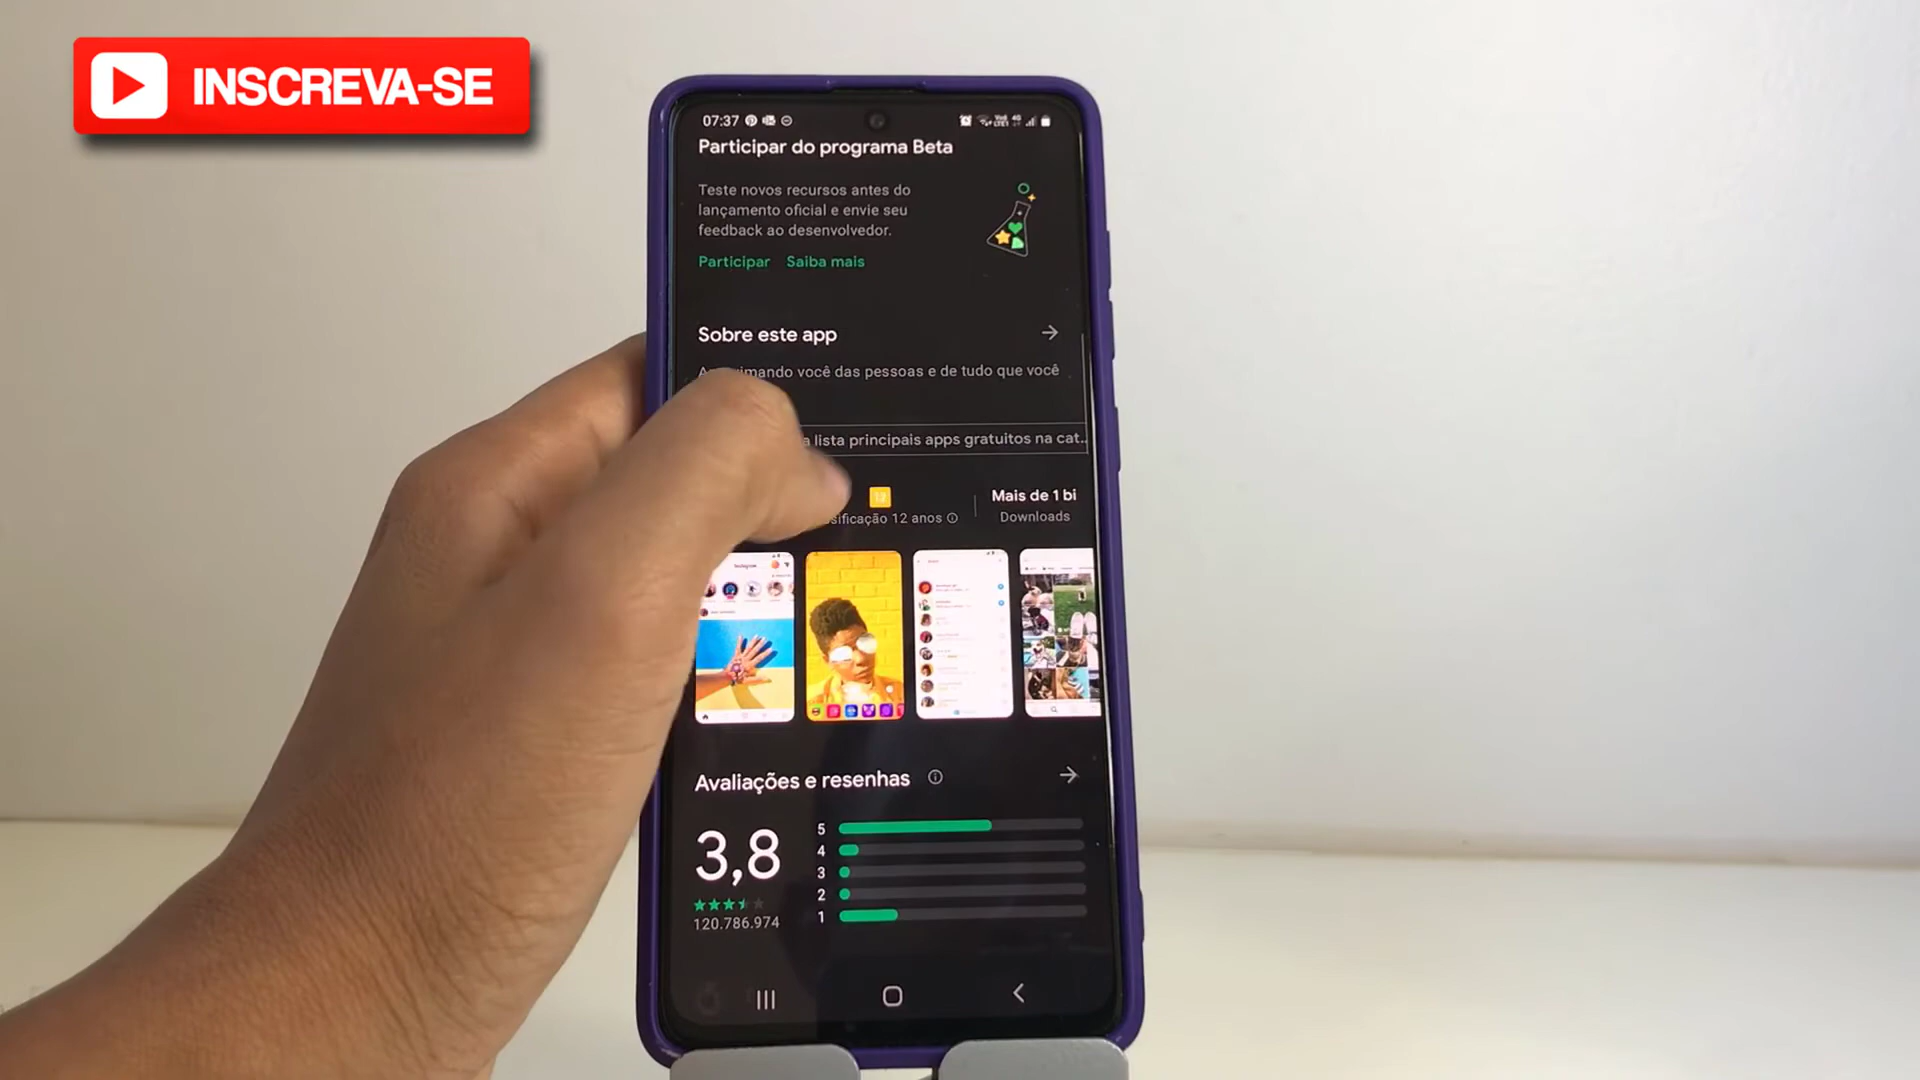 INSCREVA-SE
07:37
Participar do programa Beta
Teste novos recursos antes do
lançamento oficial e envie seu
feedback ao desenvolvedor.
Participar Saiba mais
Sobre este app
você das pessoas e de tudo que você
a lista principais apps gratuitos na cat..
12
Mais de 1 bi
12 anos
Downloads
Instagram
Avaliações e resenhas
5
4
3,8
3
2
120.786.974
1